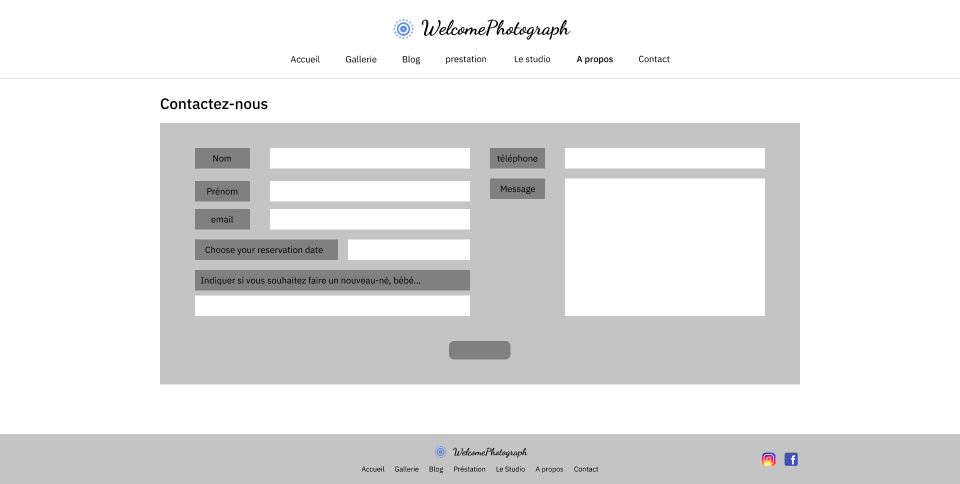 WelcomePhotograph
Accueil Gallerie Blog prestation Le studio A propos Contact
Contactez-nous
Nom
téléphone
Prénom
Message
email
Choose your reservation date
Indiquer si vous souhaitez faire un nouveau-né, bébé...
WelcomePhotograph
Accueil Gallerie Blog Préstation Le Studio A propos Contact